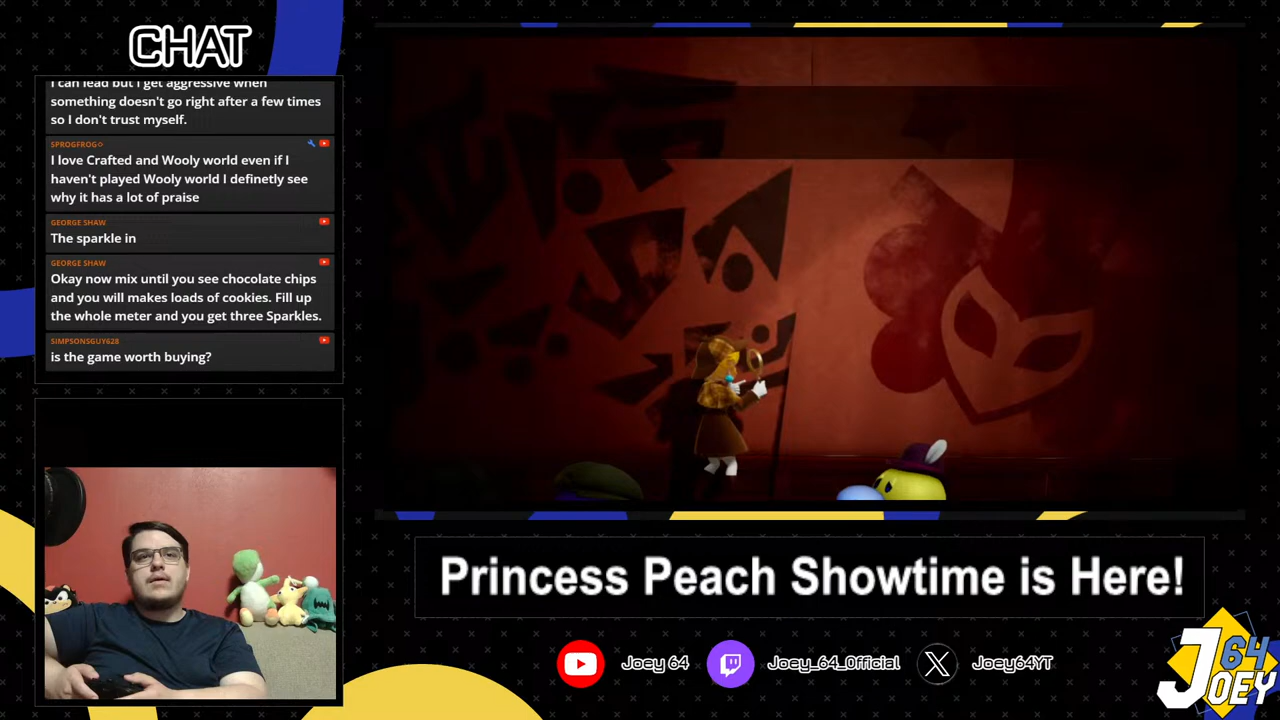 CHAT
I can lead but I get aggressive when
something doesn't go right after a few times
so I don't trust myself.
SPROGFROG
I love Crafted and Wooly world even if I
haven't played Wooly world I definetly see
why it has a lot of praise
GEORGE SHAW
The sparkle in
GEORGE SHAW
Okay now mix until you see chocolate chips
and you will makes loads of cookies. Fill up
the whole meter and you get three Sparkles.
SIMPSONSGUY628
is the game worth buying?
Princess Peach Showtime is Here!
Joey 64
Joey_64_Official
Joey64YT
JOEY 64